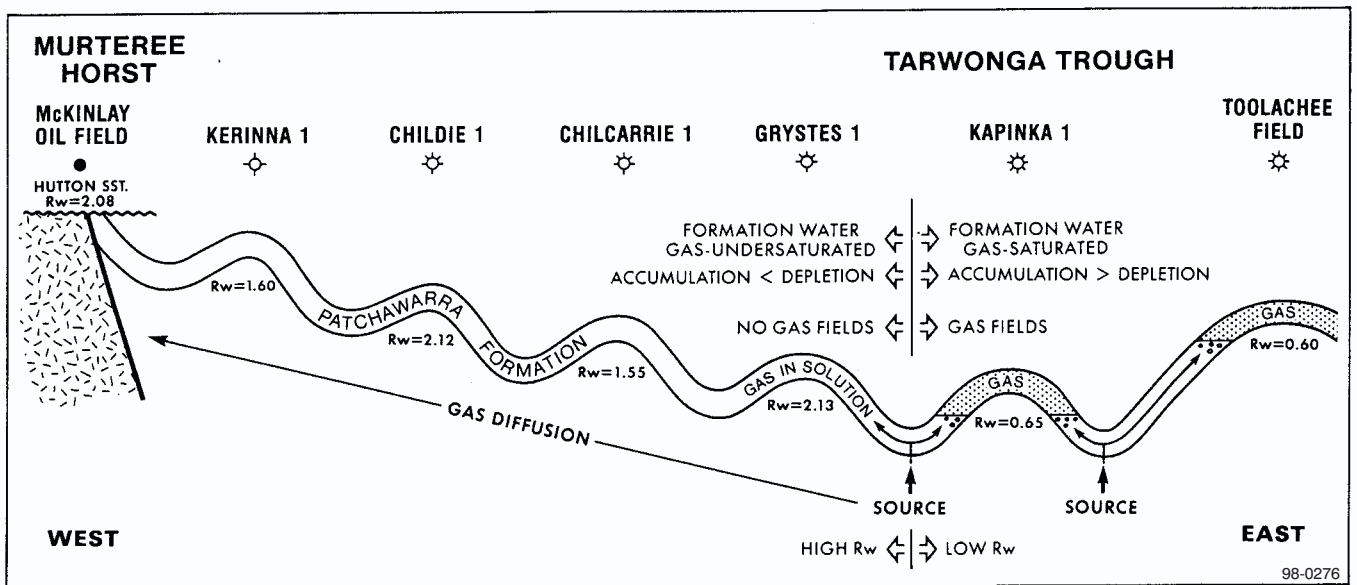 MURTEREE
HORST
TARWONGA TROUGH
McKINLAY
OIL FIELD
KERINNA 1
CHILDIE 1
CHILCARRIE 1
GRYSTES 1
KAPINKA 1
TOOLACHEE
FIELD
HUTTON SST.
Rw=2.08
FORMATION WATER
GAS-UNDERSATURATED
FORMATION WATER
GAS-SATURATED
ACCUMULATION < DEPLETION
ACCUMULATION > DEPLETION
NO GAS FIELDS
GAS FIELDS
Rw=1.60
PATCHAWARRA
FORMATION
Rw=2.12
Rw=1.55
GAS IN SOLUTION
Rw=2.13
GAS
Rw=0.65
GAS
Rw=0.60
GAS DIFFUSION
SOURCE
SOURCE
WEST
HIGH Rw
LOW Rw
EAST
98-0276